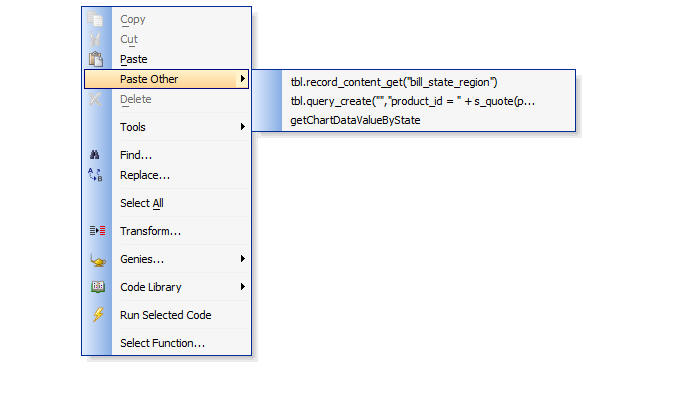 Copy
Cut
Paste
Paste Other
tbl.record_content_get("bill_state_region")
tbl.query_create("","product_id = " + s_quote(p...
getChartDataValueByState
Delete
Tools
Find...
Replace...
Select All
Transform...
Genies...
Code Library
Run Selected Code
Select Function...